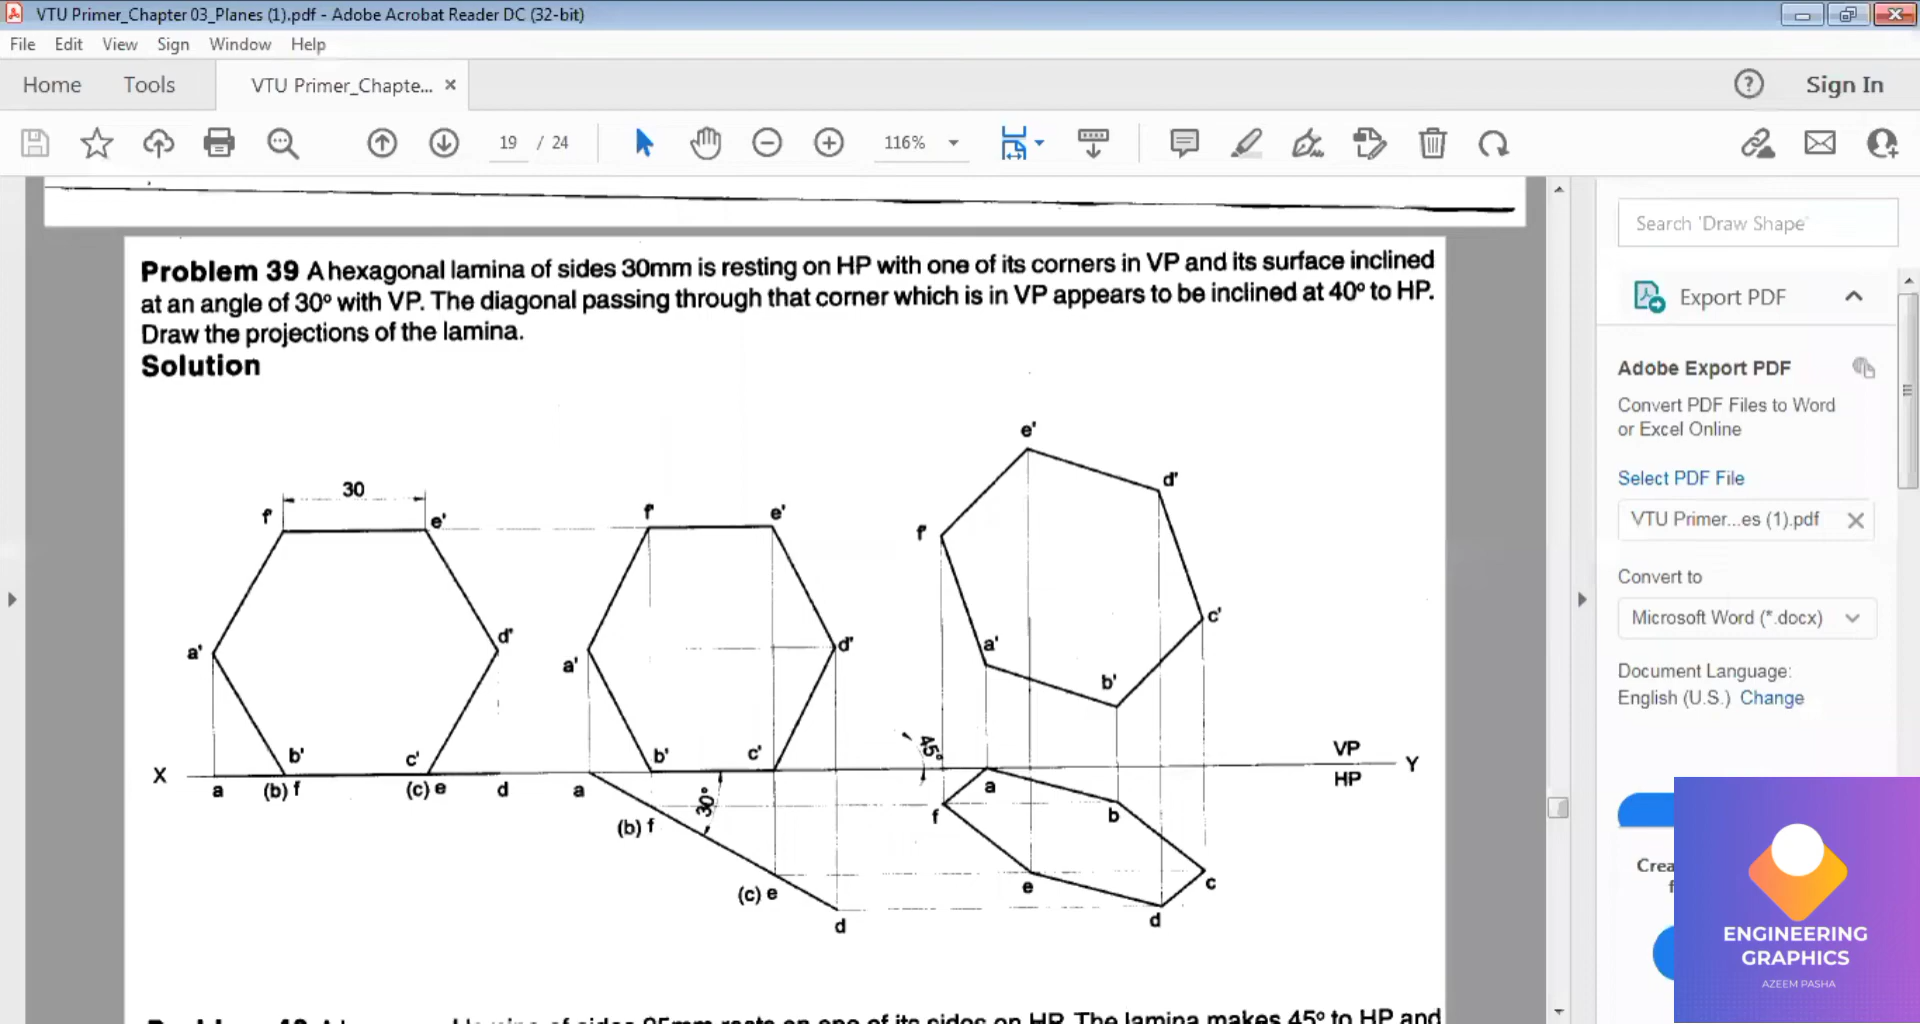 VTU Primer_Chapter 03_Planes (1).pdf - Adobe Acrobat Reader DC (32-bit)
File Edit View Sign Window Help
Home Tools VTU Primer_Chapte... × Sign In
19 / 24 116%
Search 'Draw Shape'
Export PDF
Adobe Export PDF
Convert PDF Files to Word
or Excel Online
Select PDF File
VTU Primer...es (1).pdf
Convert to
Microsoft Word (*.docx)
Document Language:
English (U.S.) Change
Problem 39 A hexagonal lamina of sides 30mm is resting on HP with one of its corners in VP and its surface inclined
at an angle of 30º with VP. The diagonal passing through that corner which is in VP appears to be inclined at 40º to HP.
Draw the projections of the lamina.
Solution
30
f' e' a' d' b' c'
X a (b) f (c) e d
f' e' a' d' b' c'
a (b) f 30° (c) e d
e' d' f' c' a' b'
45°
VP
HP
Y
a f b e c d
ENGINEERING
GRAPHICS
AZEEM PASHA